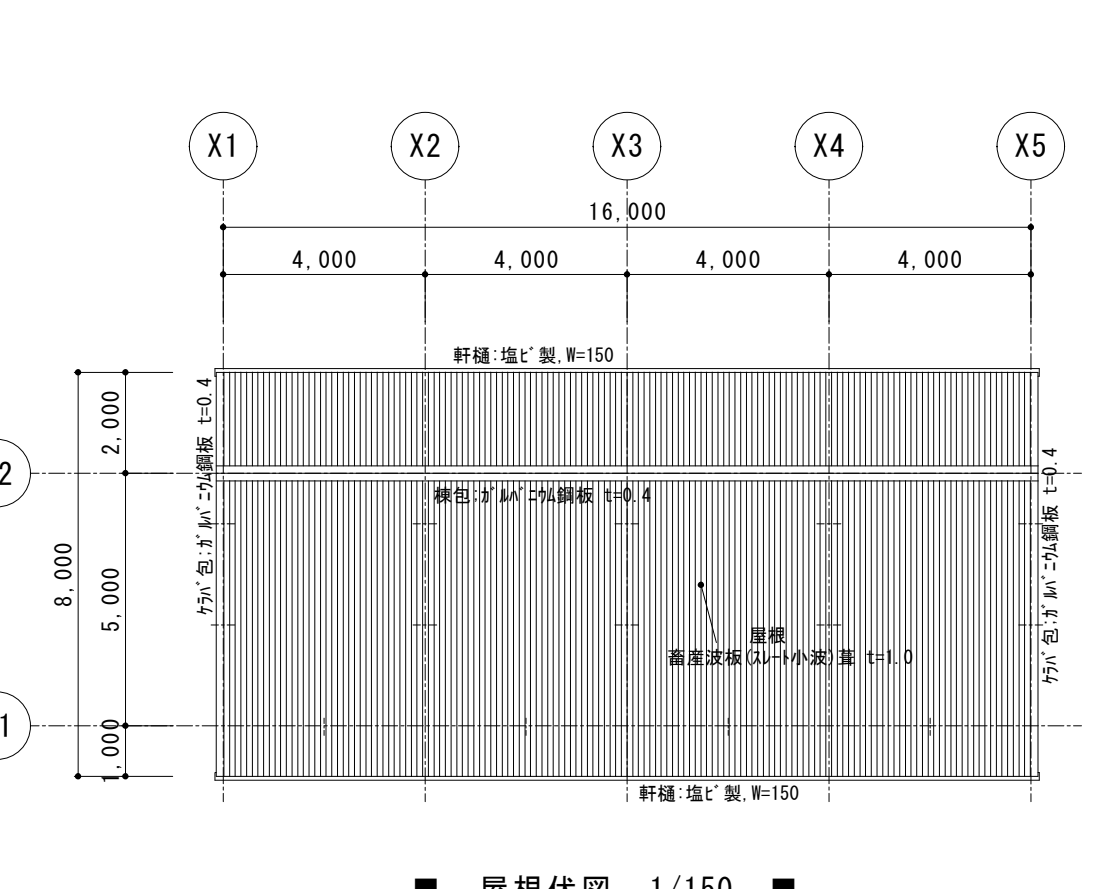 X1
X2
X3
X4
X5
16,000
4,000
4,000
4,000
4,000
軒樋:塩ビ製,W=150
2,000
ケラバ包;ガルバニウム鋼板 t=0.4
2
棟包;ガルバニウム鋼板 t=0.4
ケラバ包;ガルバニウム鋼板 t=0.4
8,000
5,000
屋根
畜産波板(スレート小波)葺 t=1.0
1
1,000
軒樋:塩ビ製,W=150
■ 屋根伏図 1/150 ■